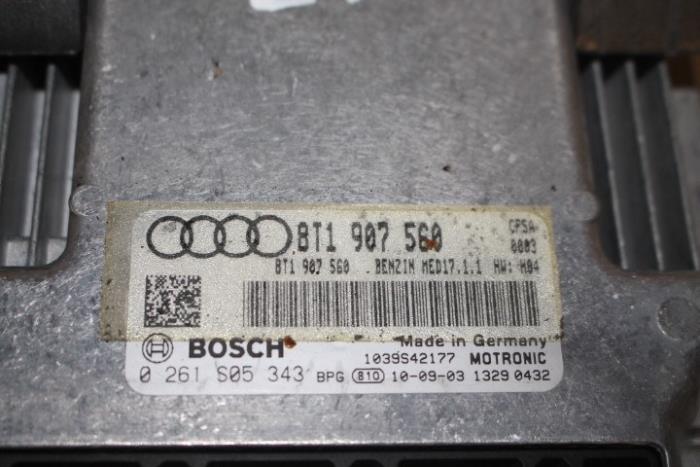 8T1 907 560
CPSA
0003
8T1 907 560 BENZIN MED17.1.1 HW: H04
BOSCH
Made in Germany
1039S42177 MOTRONIC
0 261 S05 343 BPG 810 10-09-03 1329 0432